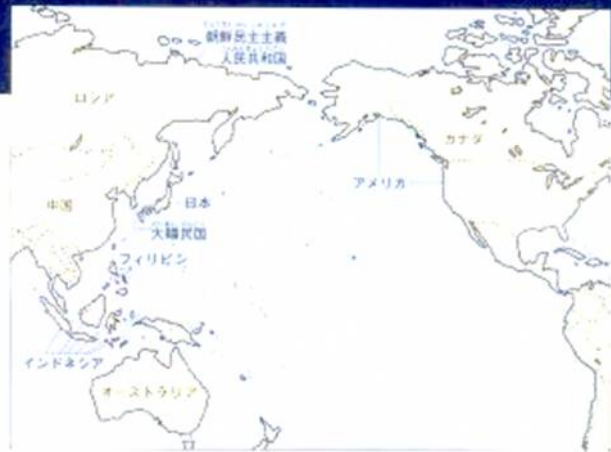 朝鮮民主主義
人民共和国
ロシア
カナダ
アメリカ
中国
日本
大韓民国
フィリピン
インドネシア
オーストラリア